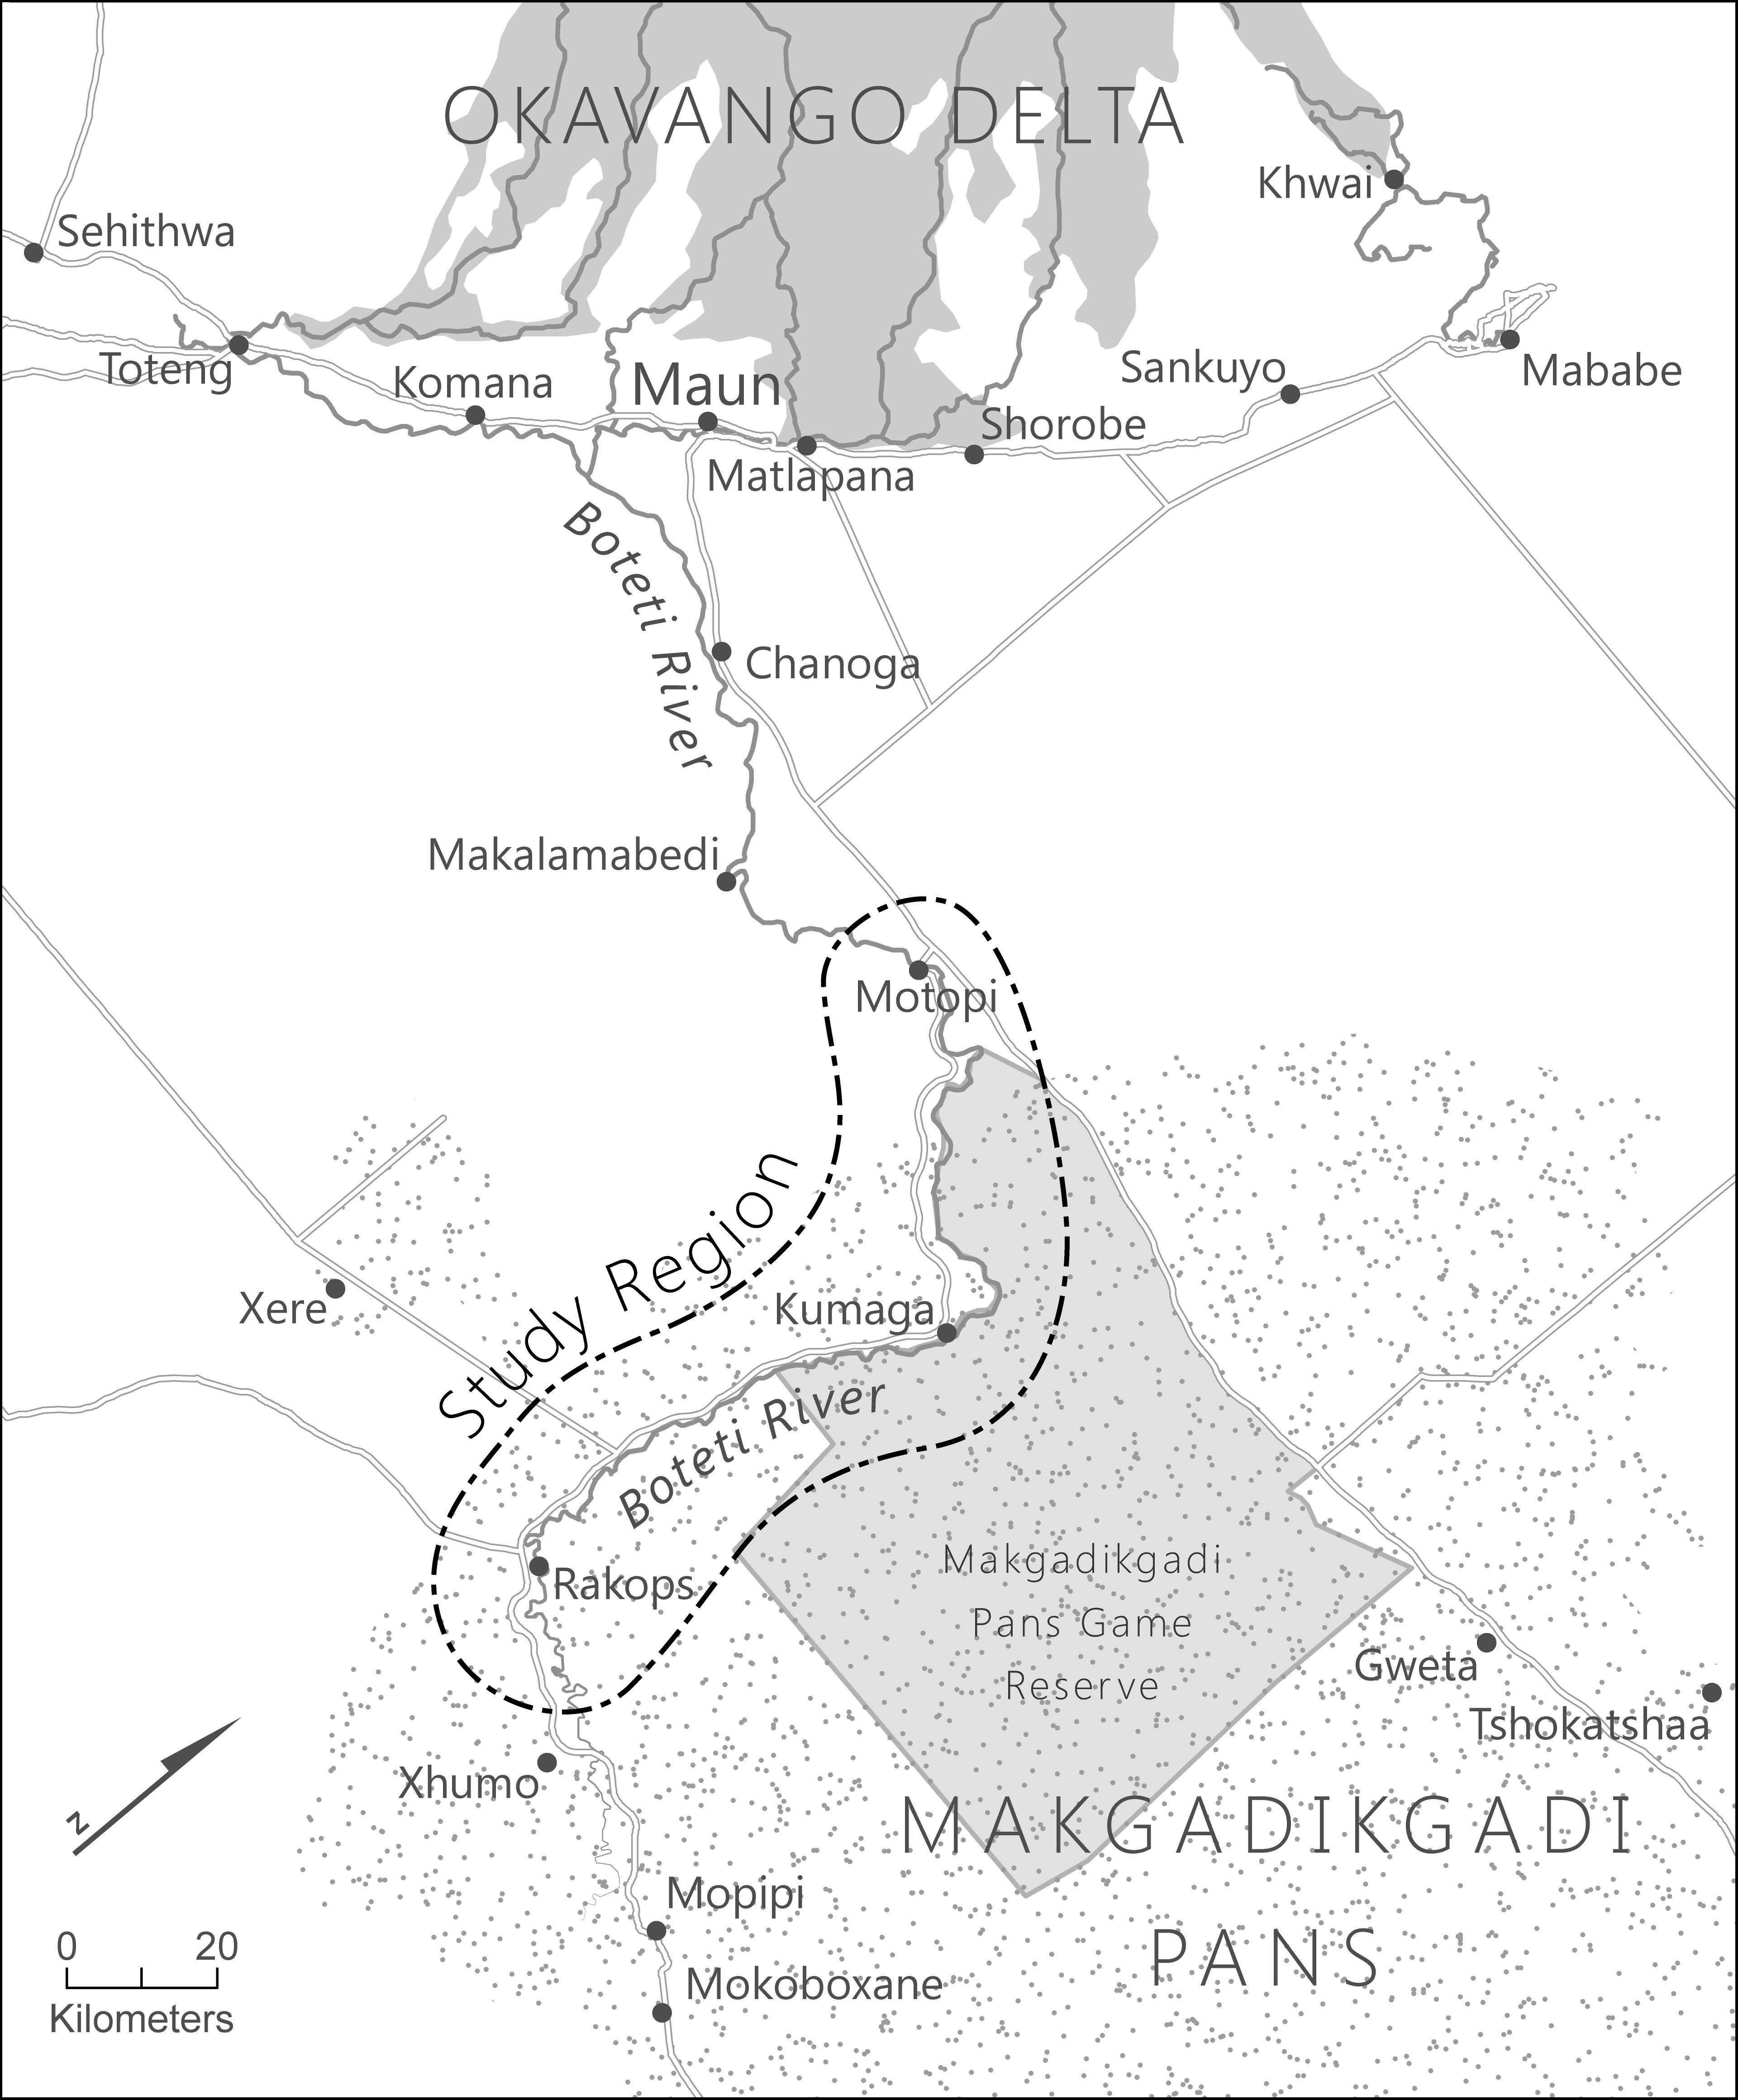 OKAVANGO DELTA
Khwai
Sehithwa
Toteng
Komana
Maun
Sankuyo
Mababe
Shorobe
Matlapana
Boteti River
Chanoga
Makalamabedi
Motopi
Study Region
Xere
Kumaga
Boteti River
Rakops
Makgadikgadi
Pans Game
Reserve
Gweta
Tshokatshaa
Xhumo
MAKGADIKGADI
PANS
N
Mopipi
Mokoboxane
0 20
Kilometers